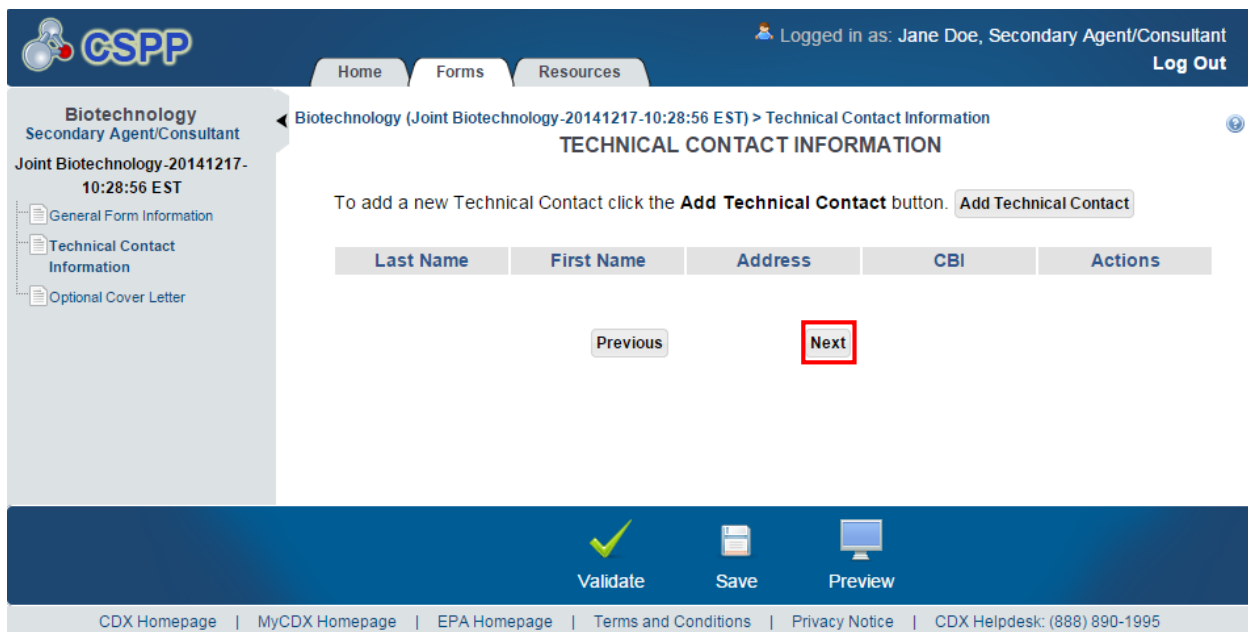 CSPP
Logged in as: Jane Doe, Secondary Agent/Consultant
Log Out
Home Forms Resources
Biotechnology
Secondary Agent/Consultant
Joint Biotechnology-20141217-
10:28:56 EST
General Form Information
Technical Contact
Information
Optional Cover Letter
Biotechnology (Joint Biotechnology-20141217-10:28:56 EST) > Technical Contact Information
TECHNICAL CONTACT INFORMATION
To add a new Technical Contact click the Add Technical Contact button. Add Technical Contact
Last Name First Name Address CBI Actions
Previous Next
Validate Save Preview
CDX Homepage | MyCDX Homepage | EPA Homepage | Terms and Conditions | Privacy Notice | CDX Helpdesk: (888) 890-1995